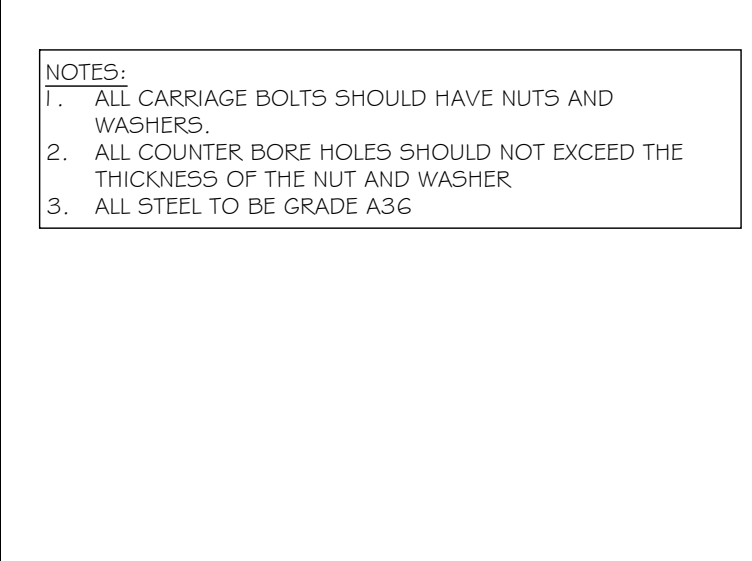 NOTES:
1. ALL CARRIAGE BOLTS SHOULD HAVE NUTS AND
WASHERS.
2. ALL COUNTER BORE HOLES SHOULD NOT EXCEED THE
THICKNESS OF THE NUT AND WASHER
3. ALL STEEL TO BE GRADE A36